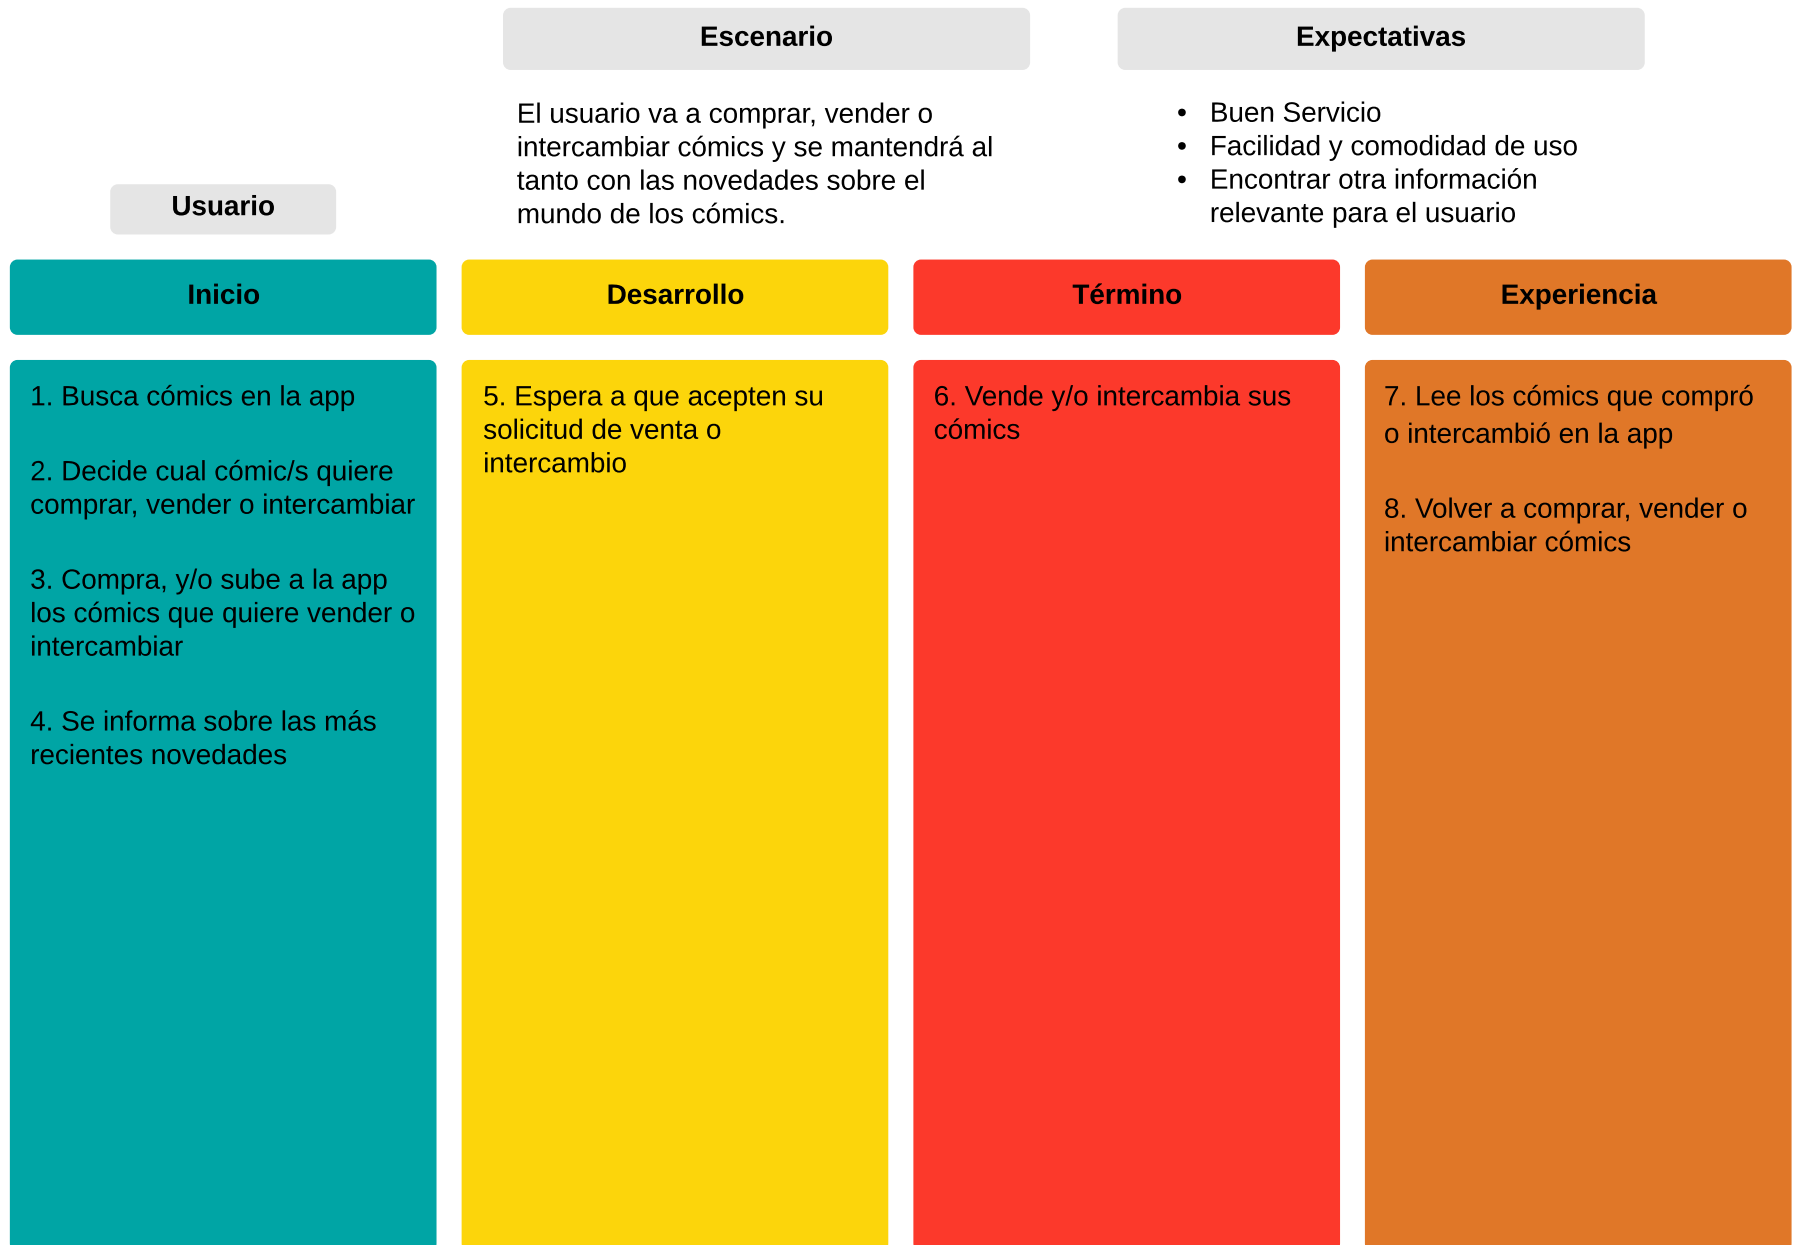 Escenario
El usuario va a comprar, vender o
intercambiar cómics y se mantendrá al
tanto con las novedades sobre el
mundo de los cómics.
Expectativas
• Buen Servicio
• Facilidad y comodidad de uso
• Encontrar otra información
relevante para el usuario
Usuario
Inicio
1. Busca cómics en la app
2. Decide cual cómic/s quiere
comprar, vender o intercambiar
3. Compra, y/o sube a la app
los cómics que quiere vender o
intercambiar
4. Se informa sobre las más
recientes novedades
Desarrollo
5. Espera a que acepten su
solicitud de venta o
intercambio
Término
6. Vende y/o intercambia sus
cómics
Experiencia
7. Lee los cómics que compró
o intercambió en la app
8. Volver a comprar, vender o
intercambiar cómics